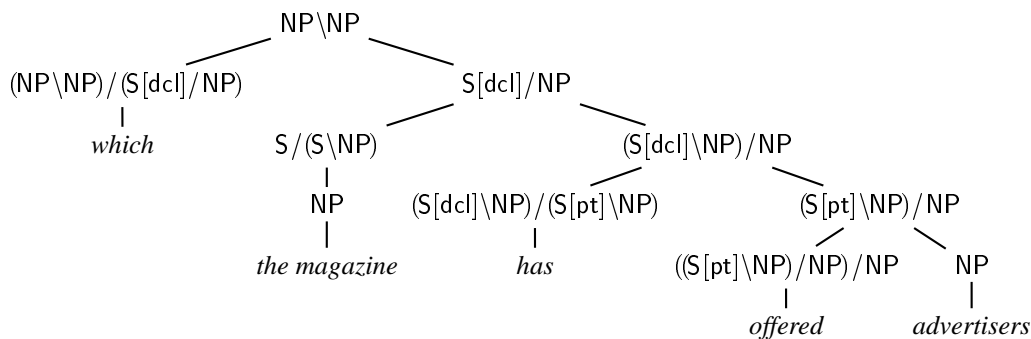 NP\NP
(NP\NP)/(S[dcl]/NP) S[dcl]/NP
which S/(S\NP) (S[dcl]\NP)/NP
NP (S[dcl]\NP)/(S[pt]\NP) (S[pt]\NP)/NP
the magazine has ((S[pt]\NP)/NP)/NP NP
offered advertisers